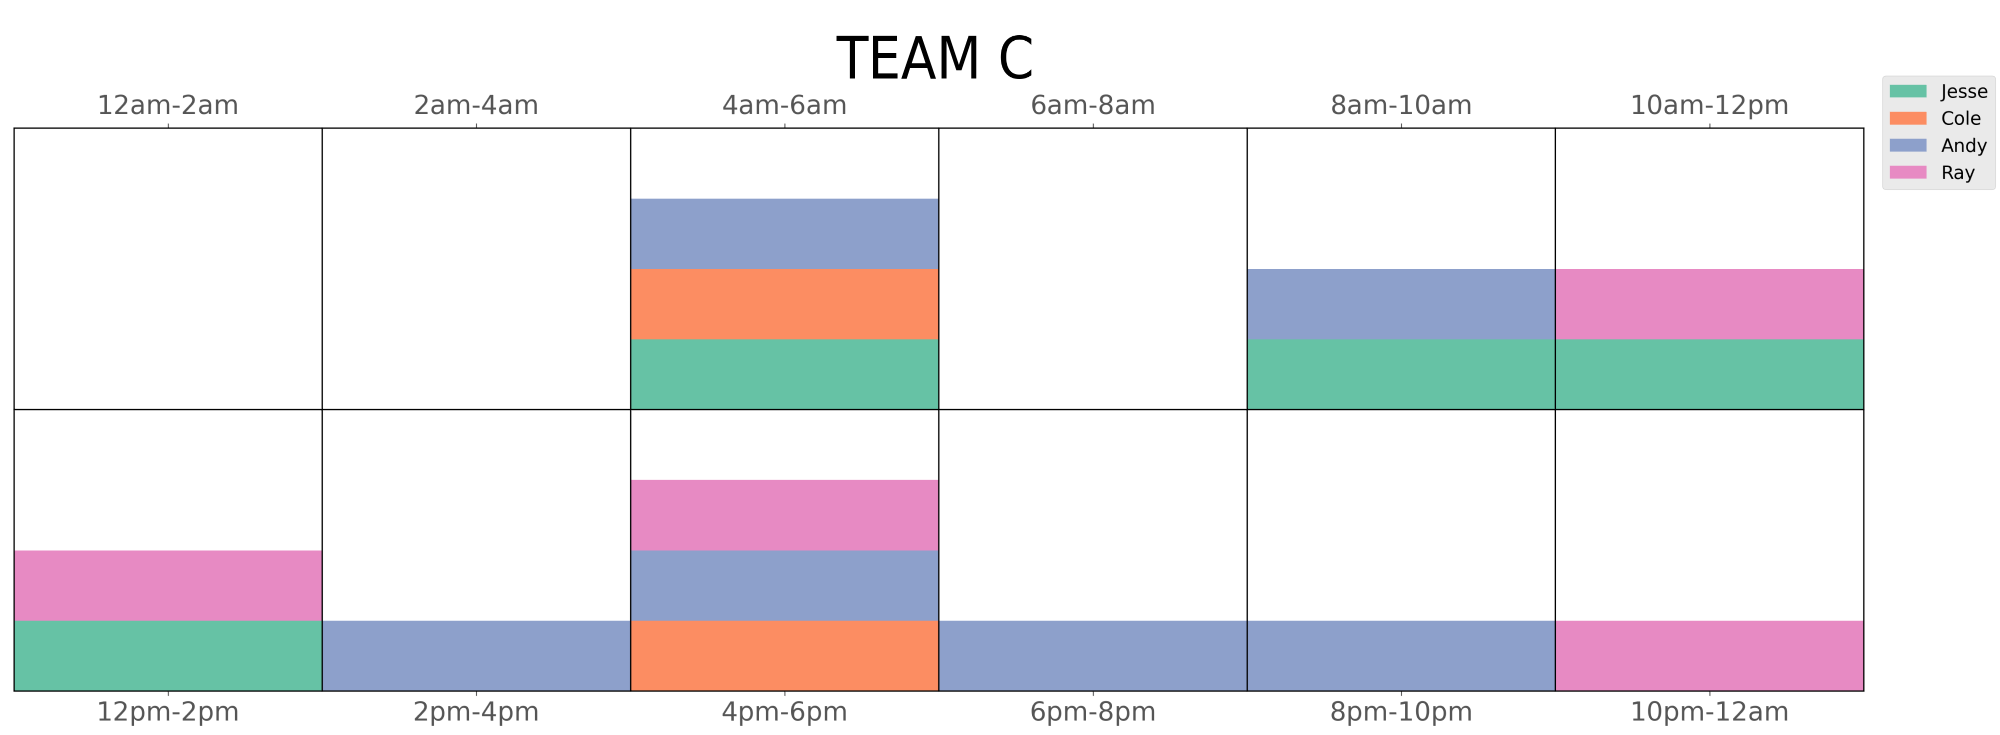 TEAM C
12am-2am 2am-4am 4am-6am 6am-8am 8am-10am 10am-12pm
Jesse
Cole
Andy
Ray
12pm-2pm 2pm-4pm 4pm-6pm 6pm-8pm 8pm-10pm 10pm-12am